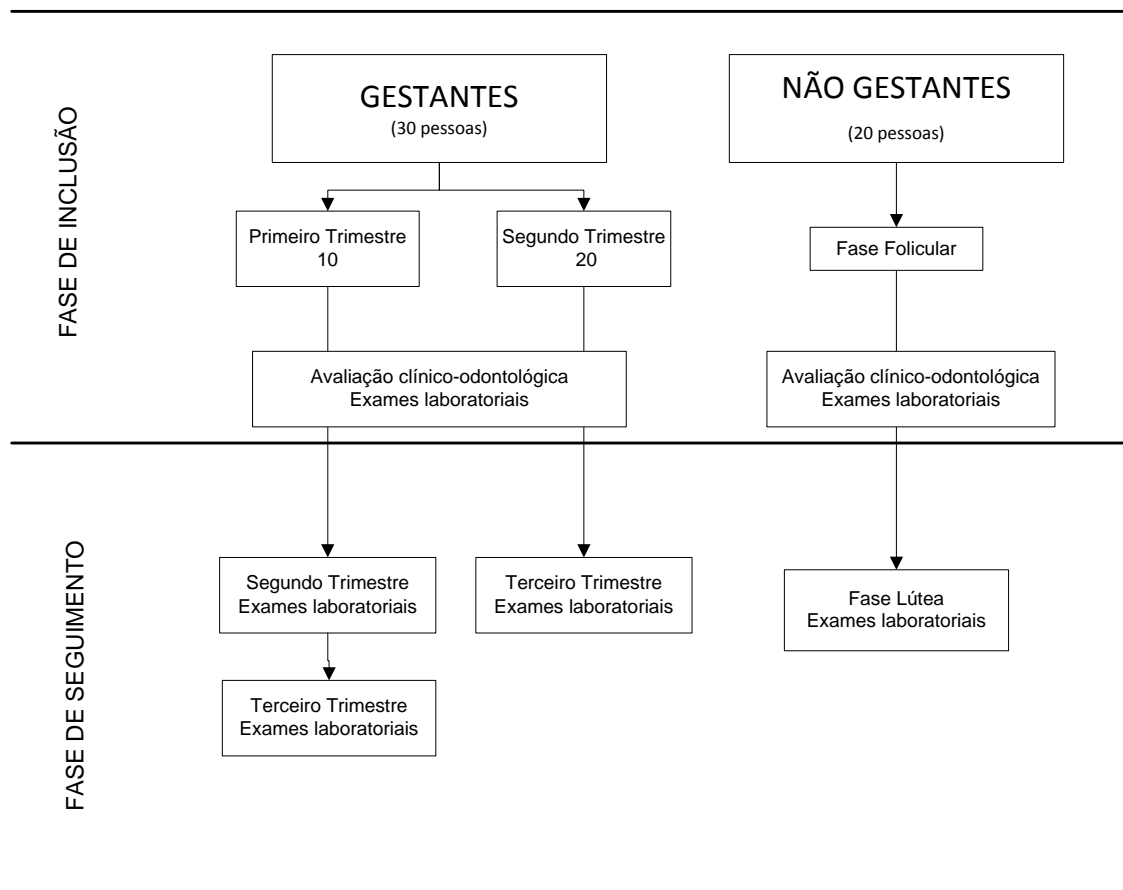 FASE DE INCLUSÃO
GESTANTES
(30 pessoas)
NÃO GESTANTES
(20 pessoas)
Primeiro Trimestre
10
Segundo Trimestre
20
Fase Folicular
Avaliação clínico-odontológica
Exames laboratoriais
Avaliação clínico-odontológica
Exames laboratoriais
FASE DE SEGUIMENTO
Segundo Trimestre
Exames laboratoriais
Terceiro Trimestre
Exames laboratoriais
Fase Lútea
Exames laboratoriais
Terceiro Trimestre
Exames laboratoriais